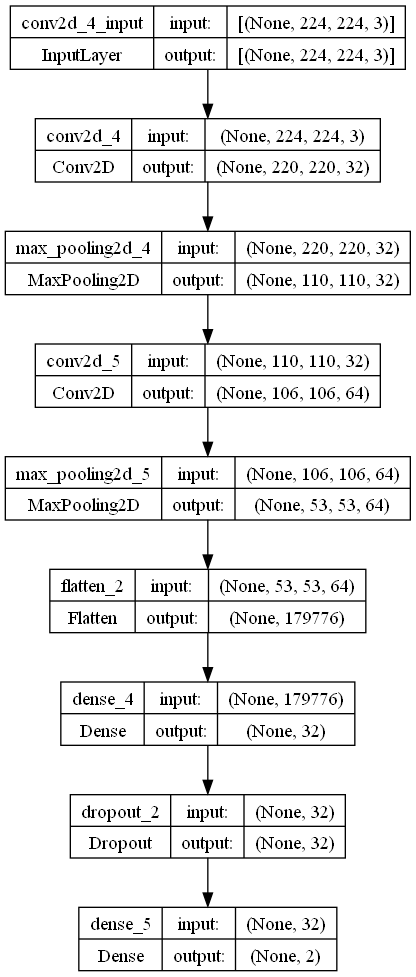 conv2d_4_input input: [(None, 224, 224, 3)]
InputLayer output: [(None, 224, 224, 3)]
conv2d_4 input: (None, 224, 224, 3)
Conv2D output: (None, 220, 220, 32)
max_pooling2d_4 input: (None, 220, 220, 32)
MaxPooling2D output: (None, 110, 110, 32)
conv2d_5 input: (None, 110, 110, 32)
Conv2D output: (None, 106, 106, 64)
max_pooling2d_5 input: (None, 106, 106, 64)
MaxPooling2D output: (None, 53, 53, 64)
flatten_2 input: (None, 53, 53, 64)
Flatten output: (None, 179776)
dense_4 input: (None, 179776)
Dense output: (None, 32)
dropout_2 input: (None, 32)
Dropout output: (None, 32)
dense_5 input: (None, 32)
Dense output: (None, 2)